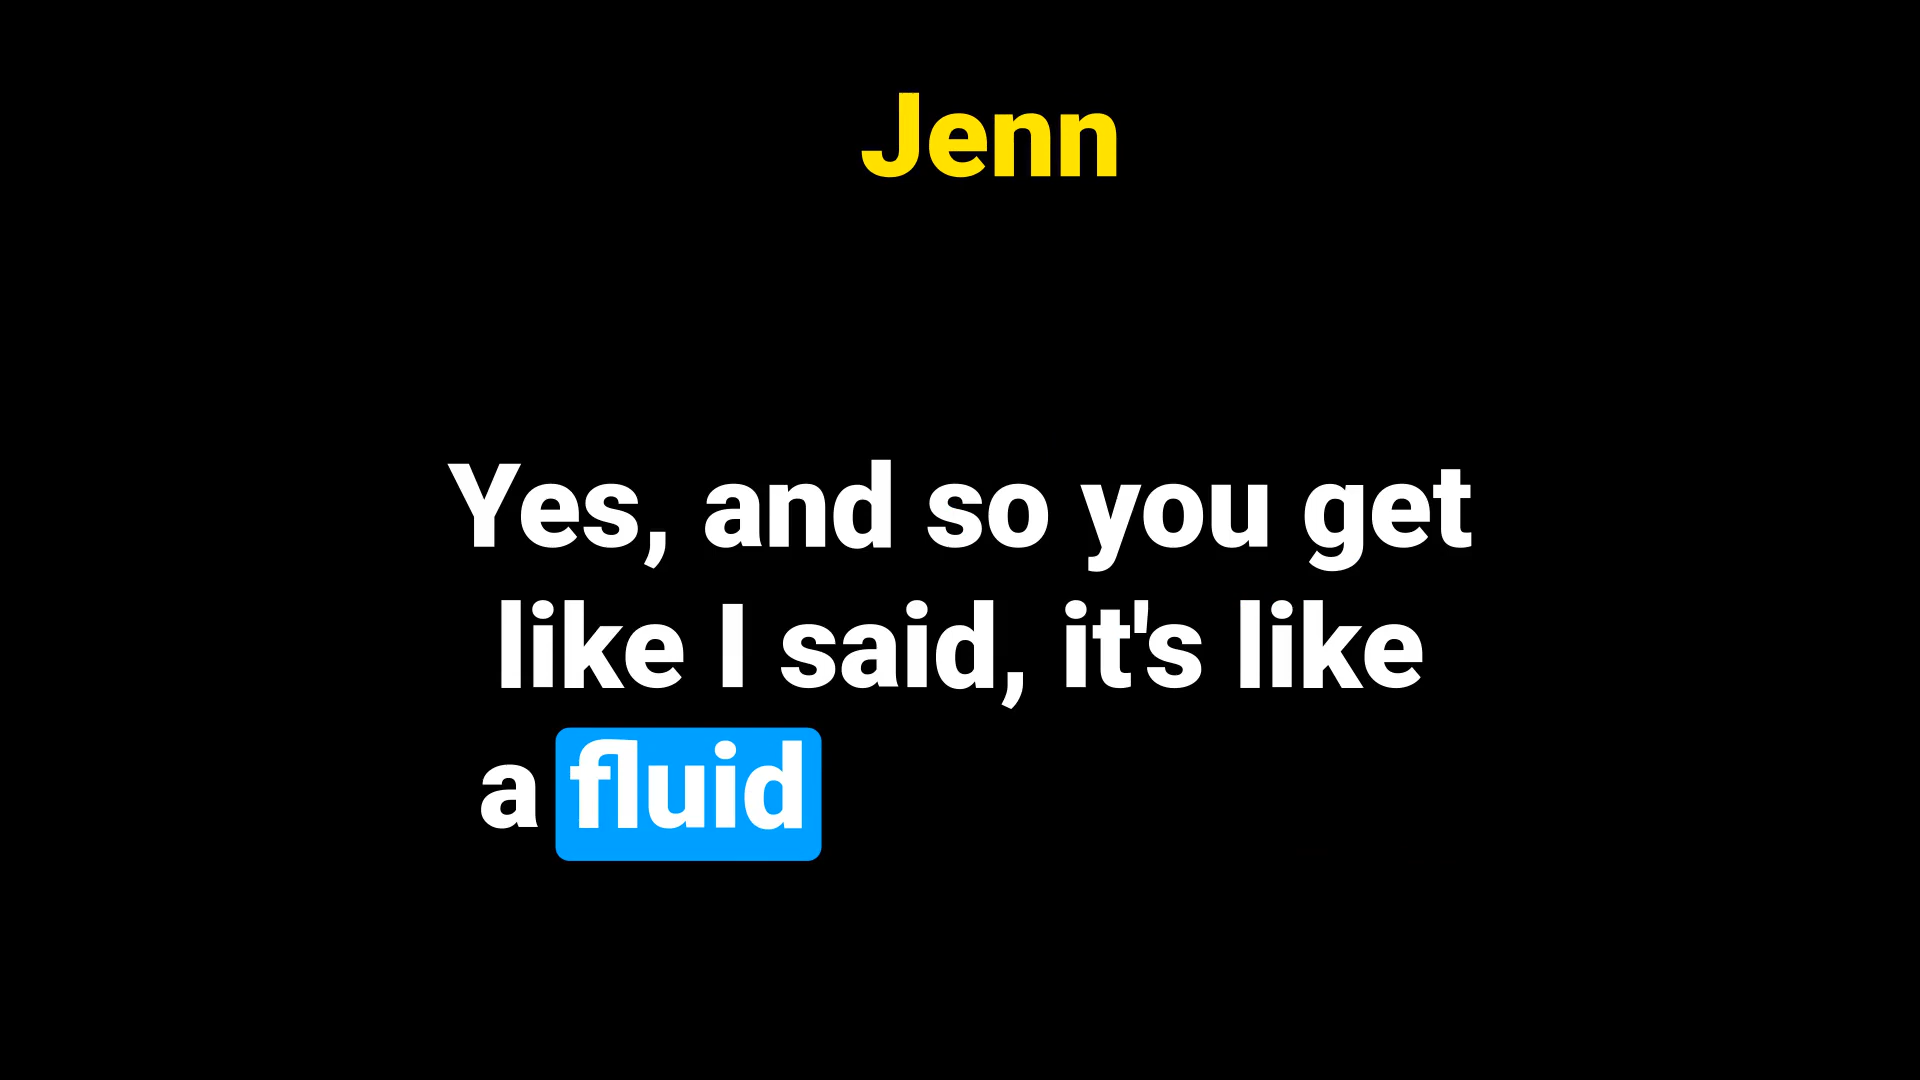 Jenn
Yes, and so you get
like I said, it's like
a fluid